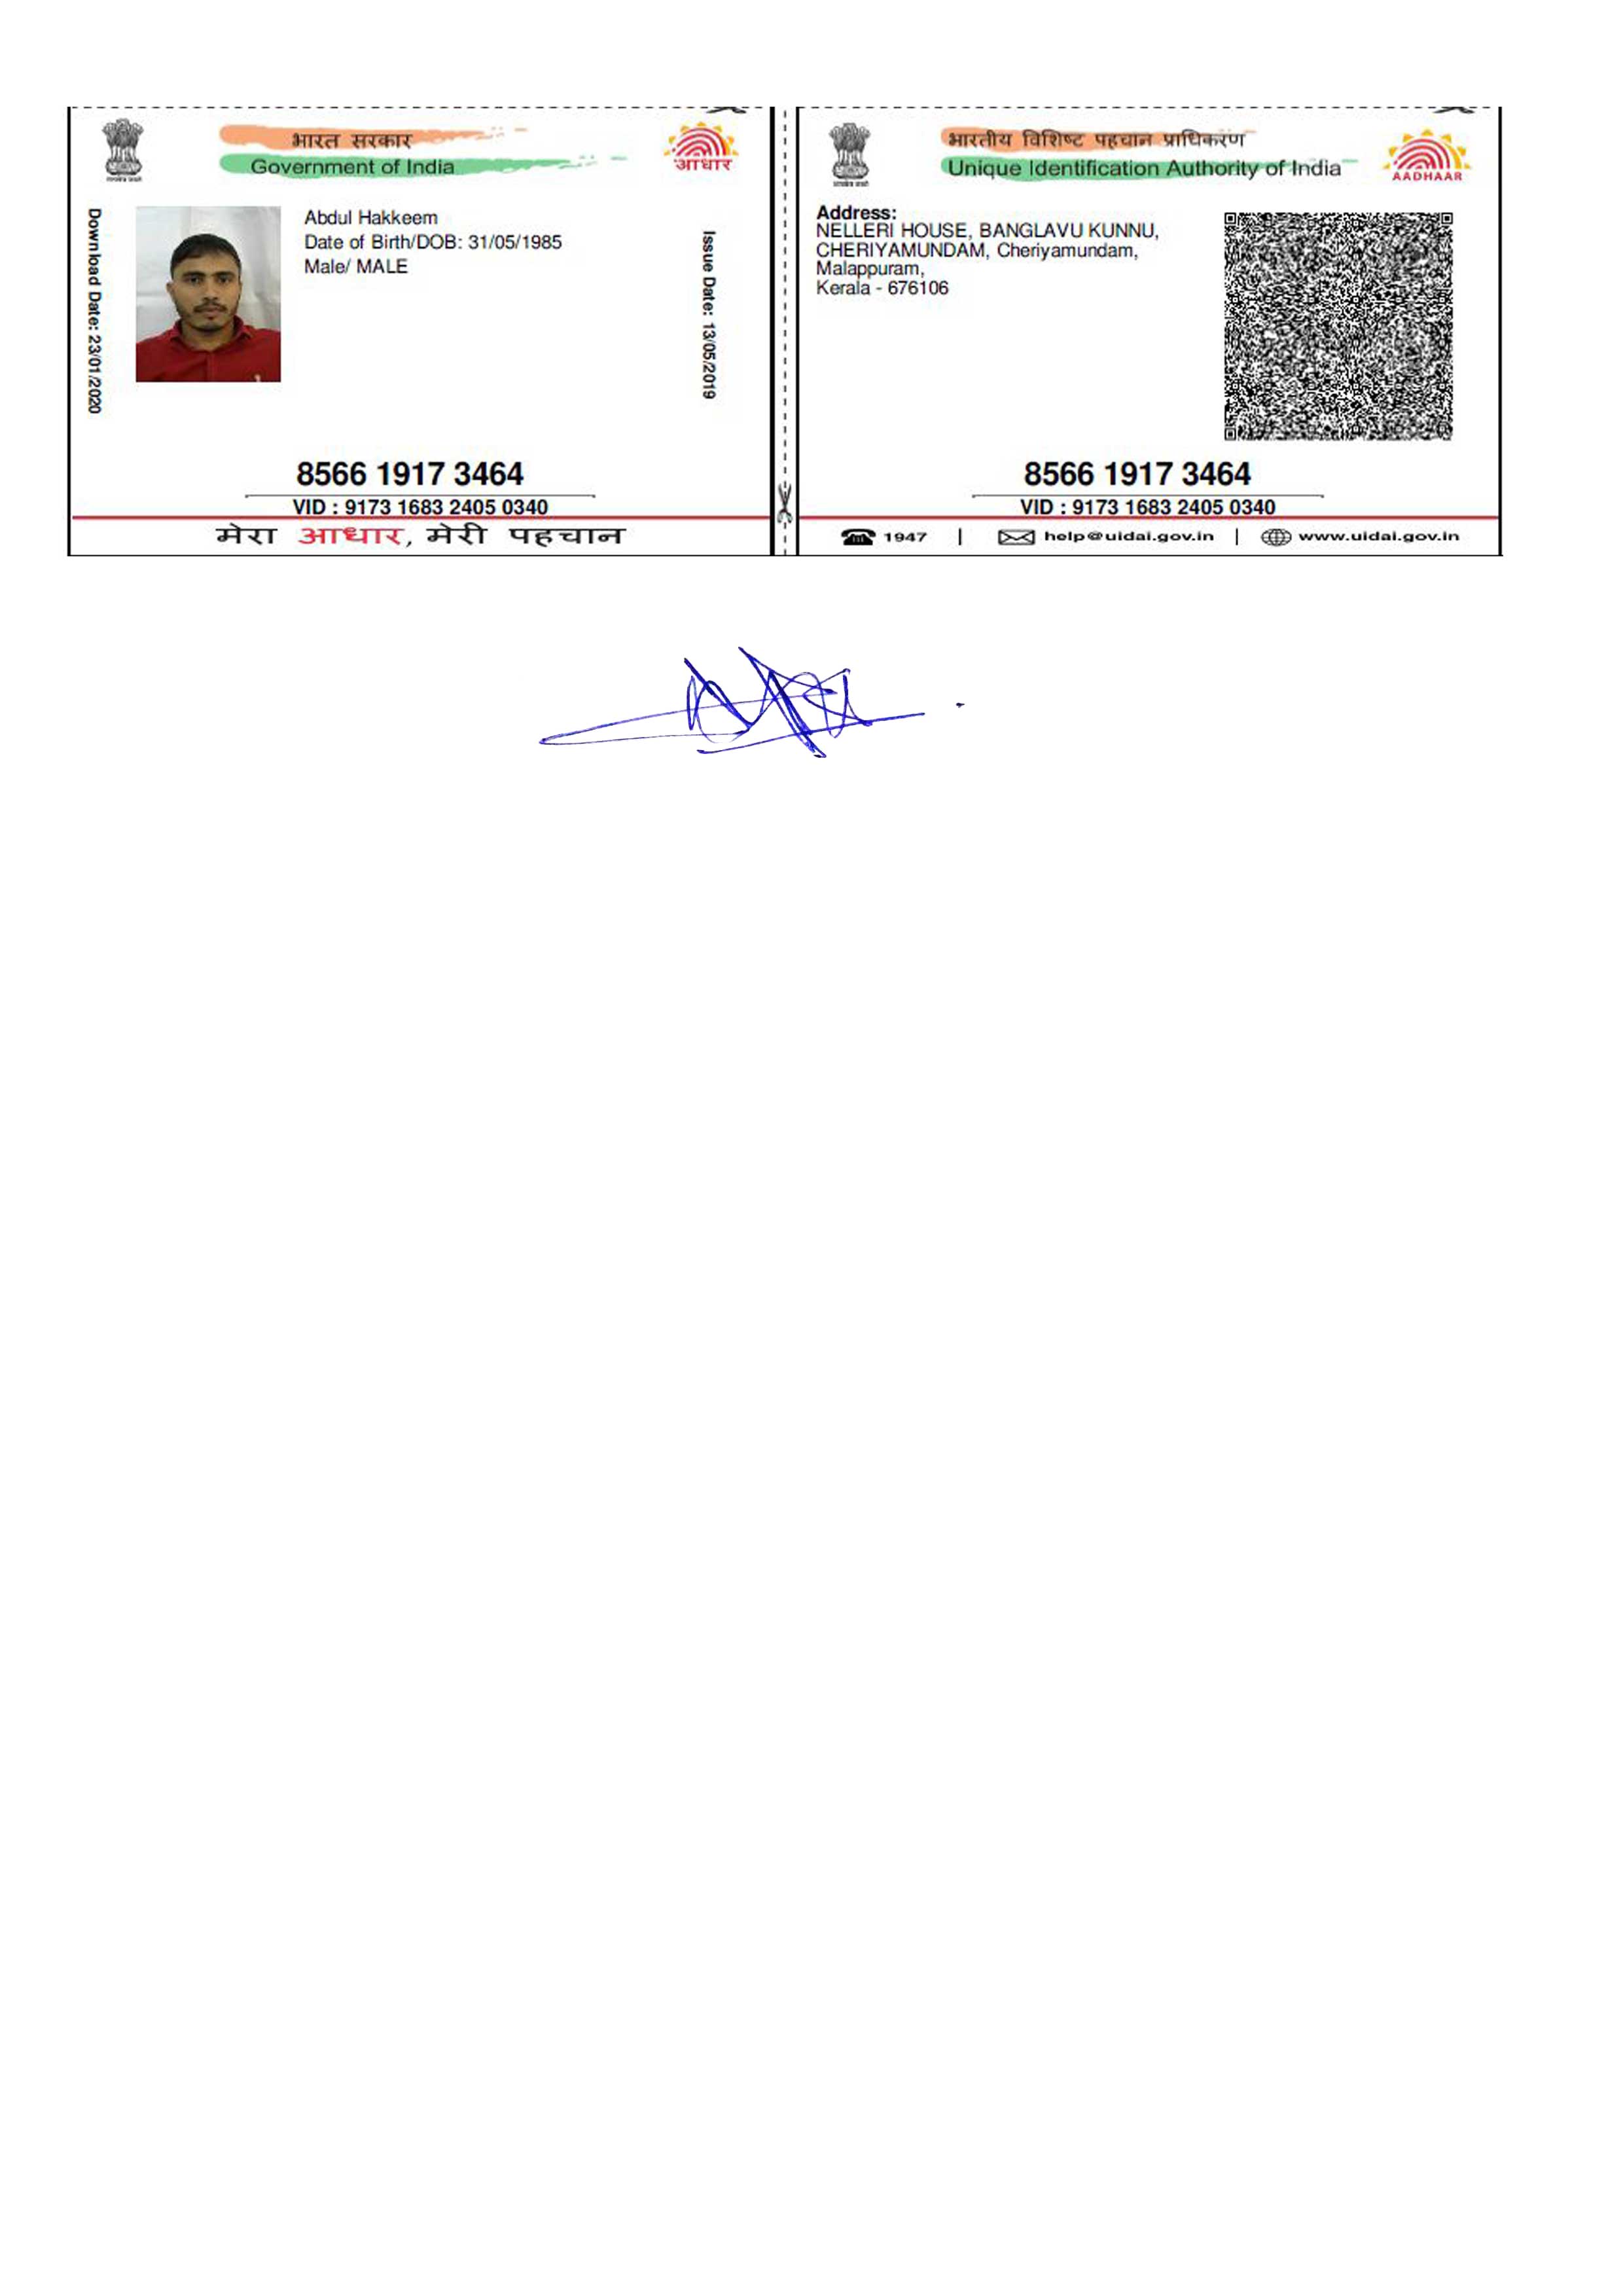 भारत सरकार
Government of India
आधार
Download Date: 23/01/2020
Abdul Hakkeem
Date of Birth/DOB: 31/05/1985
Male/ MALE
Issue Date: 13/05/2019
8566 1917 3464
VID : 9173 1683 2405 0340
मेरा आधार, मेरी पहचान
भारतीय विशिष्ट पहचान प्राधिकरण
Unique Identification Authority of India
AADHAAR
Address:
NELLERI HOUSE, BANGLAVU KUNNU,
CHERIYAMUNDAM, Cheriyamundam,
Malappuram,
Kerala - 676106
8566 1917 3464
VID : 9173 1683 2405 0340
1947 | help@uidai.gov.in | www.uidai.gov.in